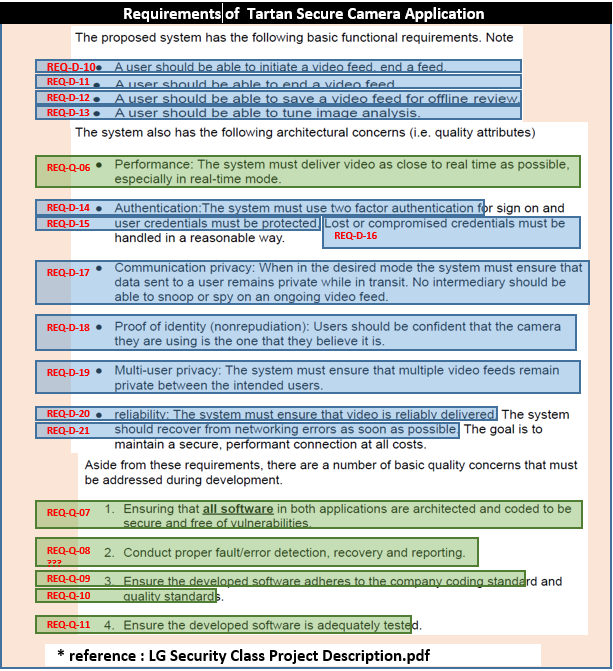 Requirements of Tartan Secure Camera Application
The proposed system has the following basic functional requirements. Note
REQ-D-10 • A user should be able to initiate a video feed, end a feed.
REQ-D-11 • A user should be able to end a video feed
REQ-D-12 • A user should be able to save a video feed for offline review.
REQ-D-13 • A user should be able to tune image analysis.
The system also has the following architectural concerns (i.e. quality attributes)
REQ-Q-06 • Performance: The system must deliver video as close to real time as possible,
especially in real-time mode.
REQ-D-14 • Authentication:The system must use two factor authentication for sign on and
REQ-D-15 user credentials must be protected. Lost or compromised credentials must be
handled in a reasonable way. REQ-D-16
REQ-D-17 • Communication privacy: When in the desired mode the system must ensure that
data sent to a user remains private while in transit. No intermediary should be
able to snoop or spy on an ongoing video feed.
REQ-D-18 • Proof of identity (nonrepudiation): Users should be confident that the camera
they are using is the one that they believe it is.
REQ-D-19 • Multi-user privacy: The system must ensure that multiple video feeds remain
private between the intended users.
REQ-D-20 • reliability: The system must ensure that video is reliably delivered. The system
REQ-D-21 should recover from networking errors as soon as possible. The goal is to
maintain a secure, performant connection at all costs.
Aside from these requirements, there are a number of basic quality concerns that must
be addressed during development.
REQ-Q-07 1. Ensuring that all software in both applications are architected and coded to be
secure and free of vulnerabilities.
REQ-Q-08 2. Conduct proper fault/error detection, recovery and reporting.
???
REQ-Q-09 3. Ensure the developed software adheres to the company coding standard and
REQ-Q-10 quality standards.
REQ-Q-11 4. Ensure the developed software is adequately tested.
* reference : LG Security Class Project Description.pdf